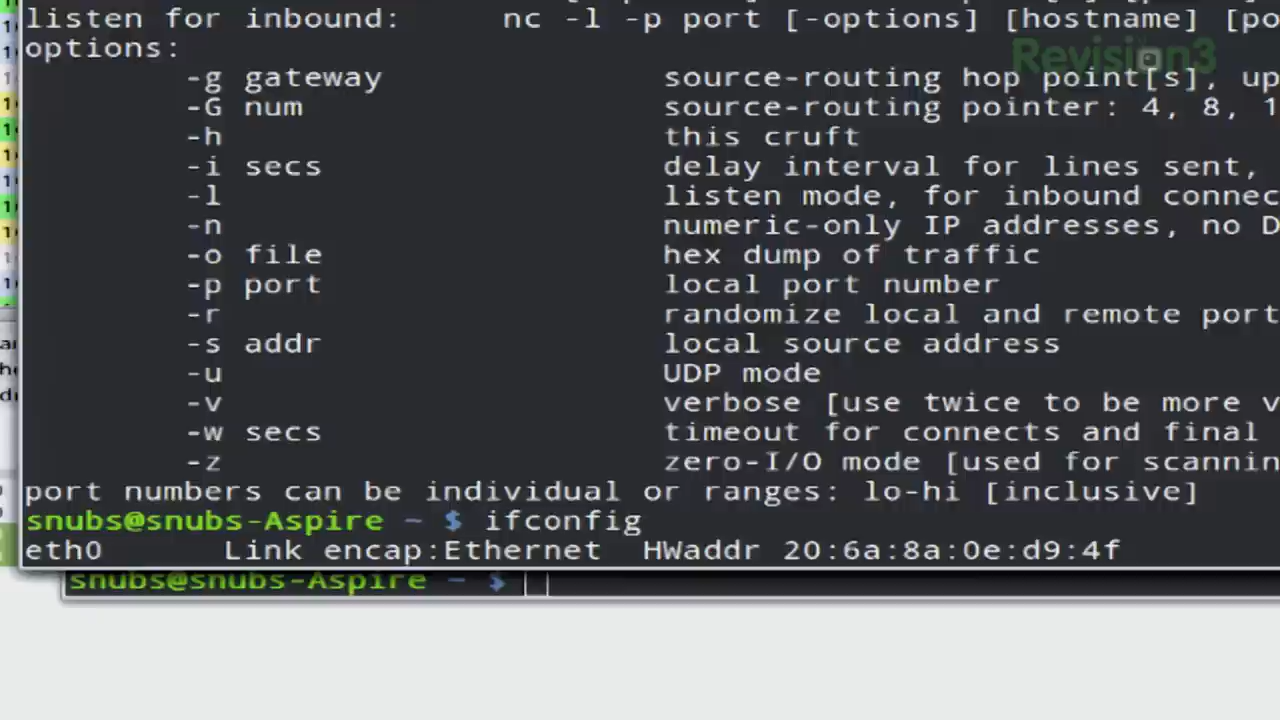 listen for inbound: nc -l -p port [-options] [hostname] [po
options:
Revision3
-g gateway source-routing hop point[s], up
-G num source-routing pointer: 4, 8, 1
-h this cruft
-i secs delay interval for lines sent,
-l listen mode, for inbound connec
-n numeric-only IP addresses, no D
-o file hex dump of traffic
-p port local port number
-r randomize local and remote port
-s addr local source address
-u UDP mode
-v verbose [use twice to be more v
-w secs timeout for connects and final
-z zero-I/O mode [used for scannin
port numbers can be individual or ranges: lo-hi [inclusive]
snubs@snubs-Aspire ~ $ ifconfig
eth0 Link encap:Ethernet HWaddr 20:6a:8a:0e:d9:4f
snubs@snubs-Aspire ~ $